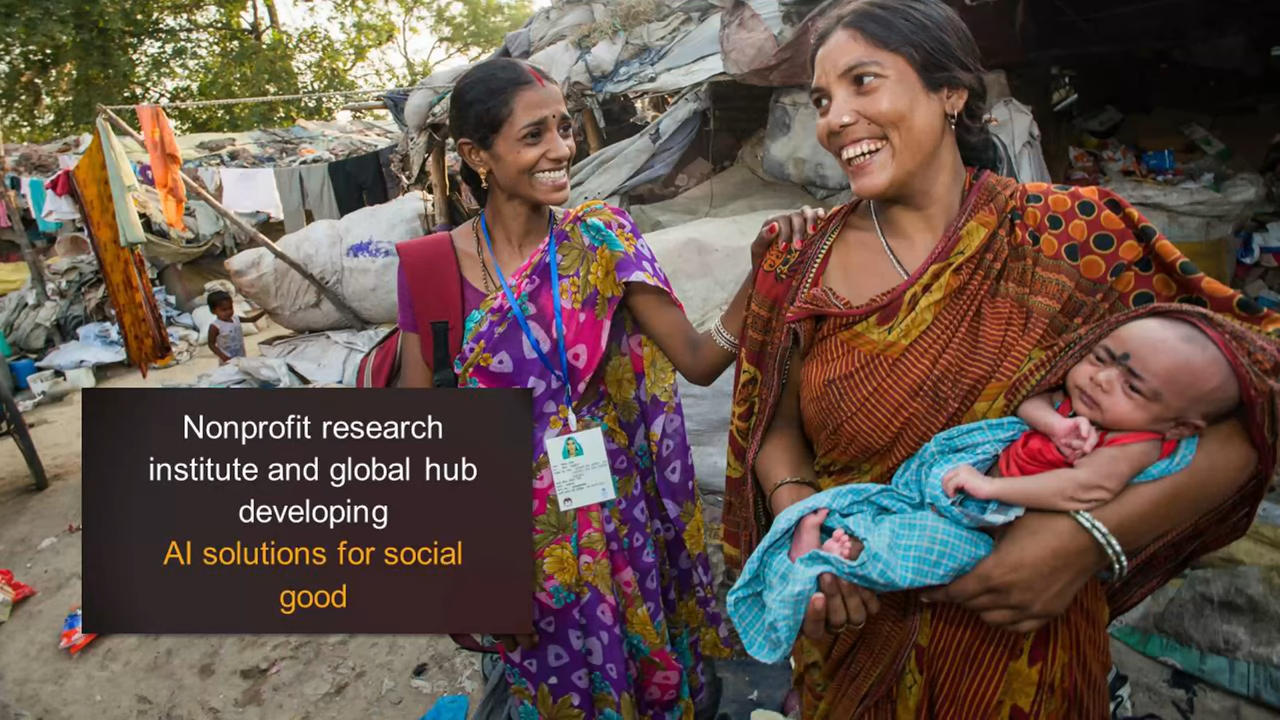 Nonprofit research
institute and global hub
developing
AI solutions for social
good